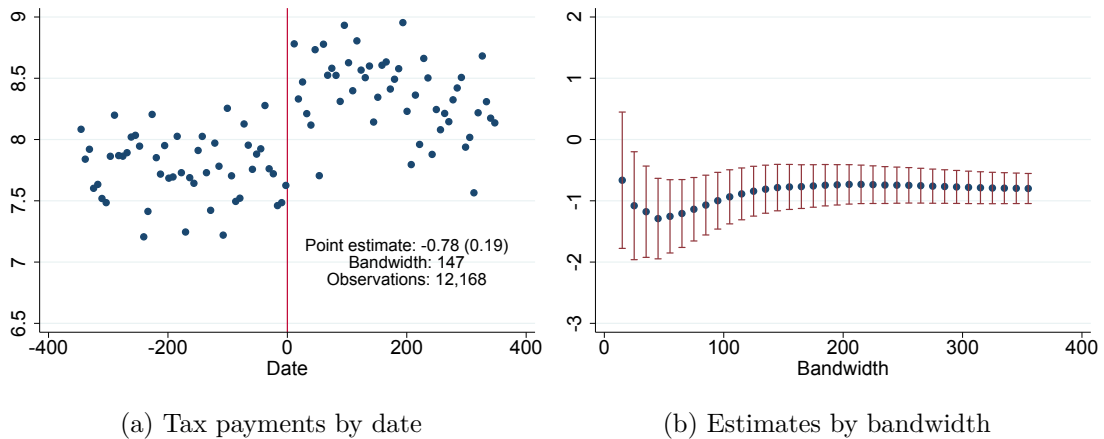 9
8.5
8
7.5
7
6.5
Point estimate: -0.78 (0.19)
Bandwidth: 147
Observations: 12,168
-400 -200 0 200 400
Date
(a) Tax payments by date
2
1
0
-1
-2
-3
0 100 200 300 400
Bandwidth
(b) Estimates by bandwidth